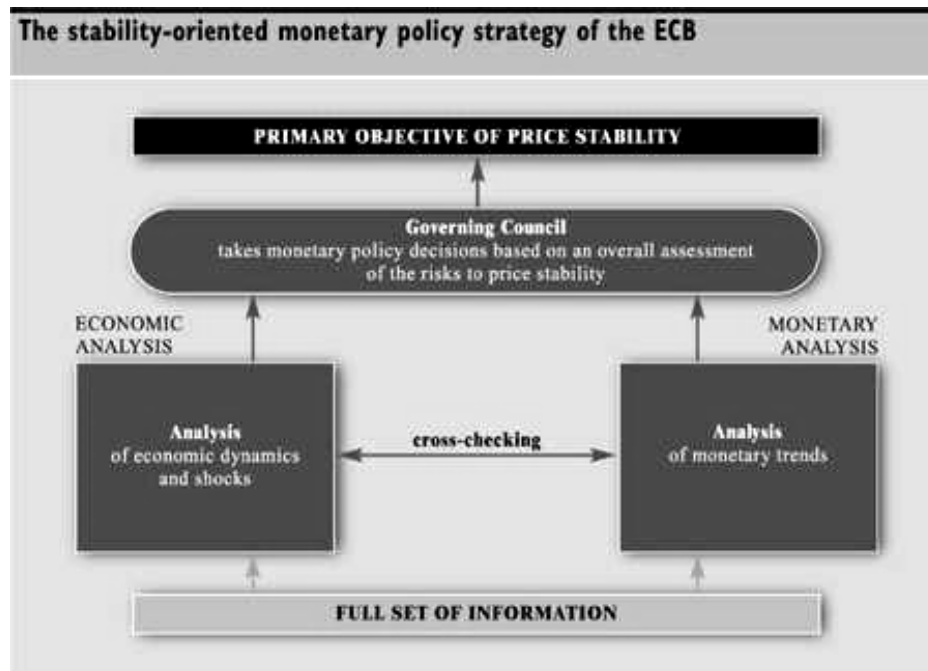 The stability-oriented monetary policy strategy of the ECB
PRIMARY OBJECTIVE OF PRICE STABILITY
Governing Council
takes monetary policy decisions based on an overall assessment
of the risks to price stability
ECONOMIC
ANALYSIS
MONETARY
ANALYSIS
Analysis
of economic dynamics
and shocks
cross-checking
Analysis
of monetary trends
FULL SET OF INFORMATION